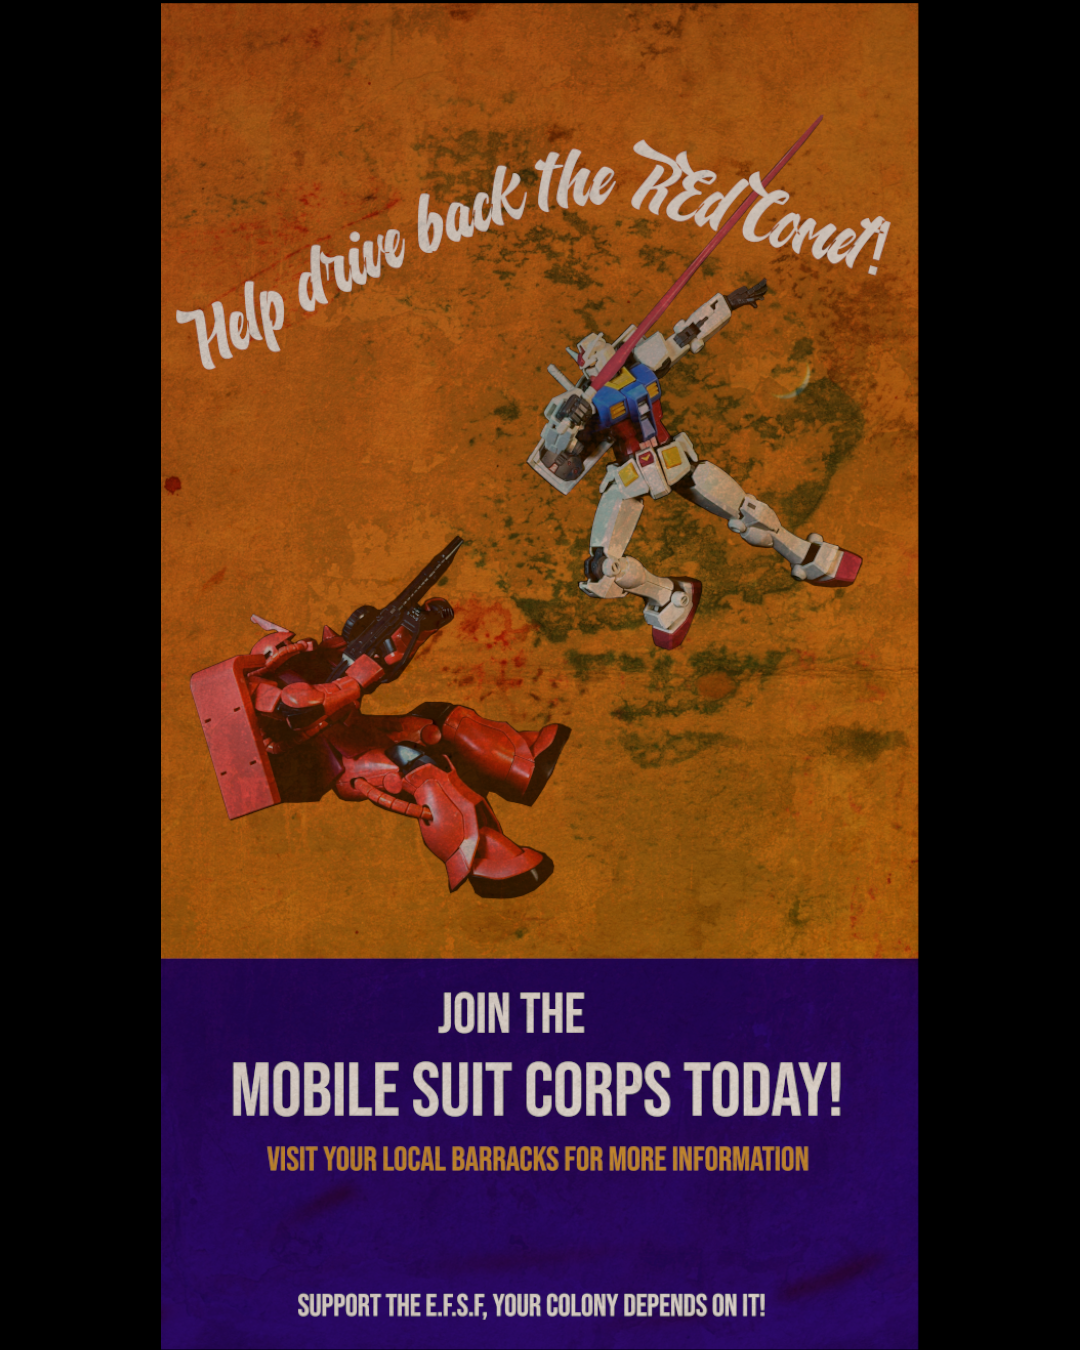 Help drive back the REd Comet!
JOIN THE
MOBILE SUIT CORPS TODAY!
VISIT YOUR LOCAL BARRACKS FOR MORE INFORMATION
SUPPORT THE E.F.S.F, YOUR COLONY DEPENDS ON IT!